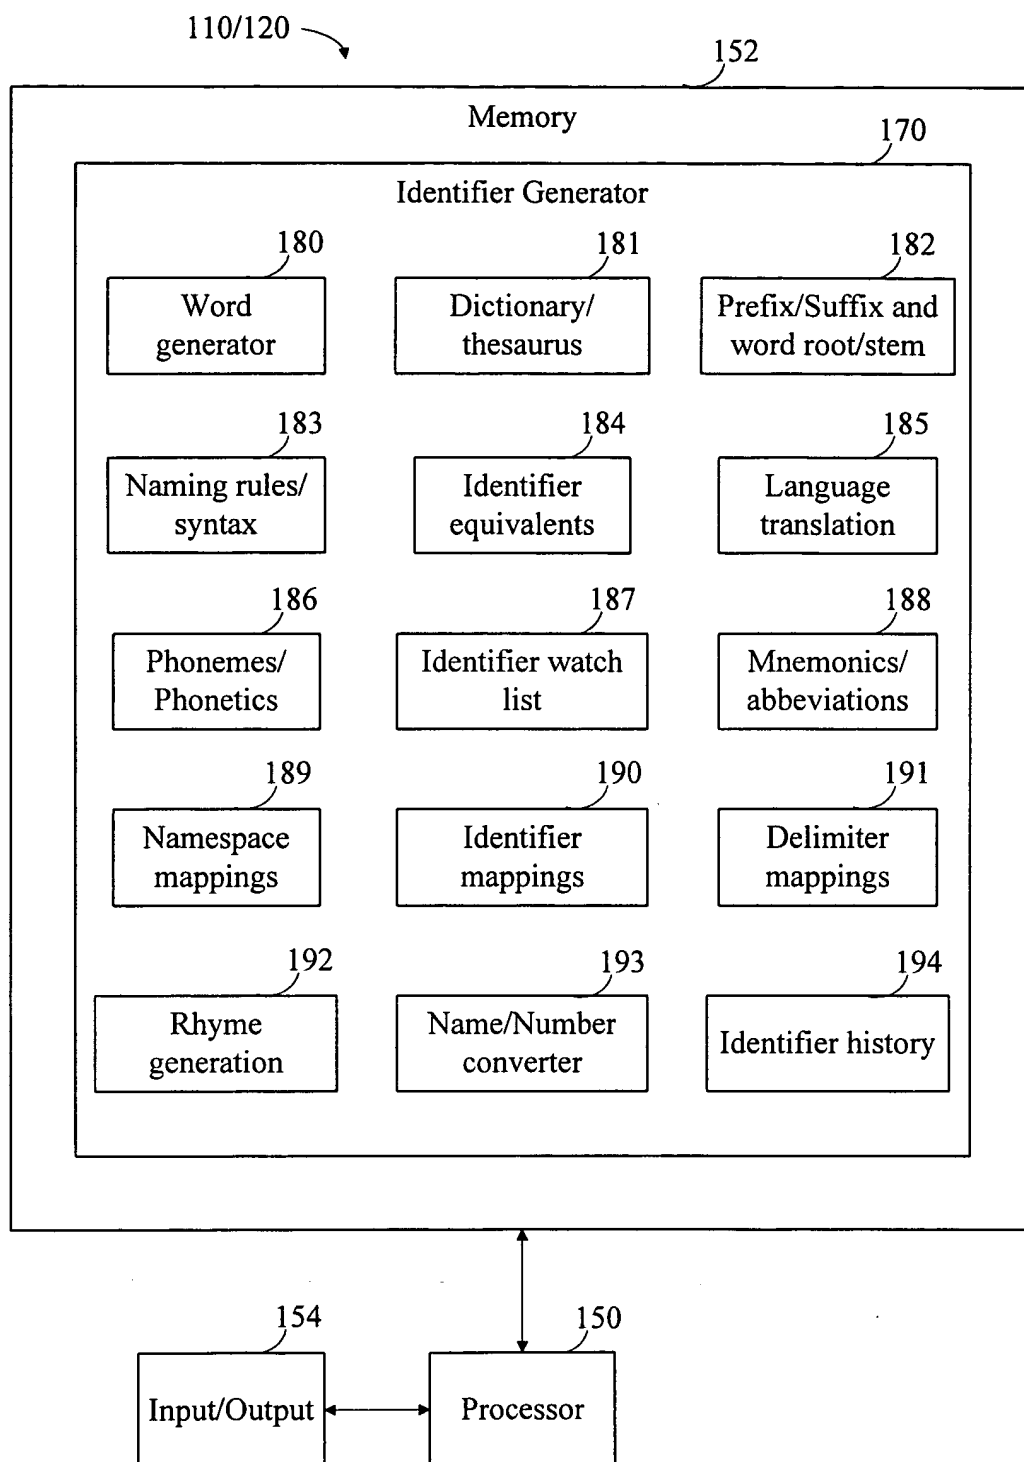 110/120
152
Memory
170
Identifier Generator
180
181
182
Word
generator
Dictionary/
thesaurus
Prefix/Suffix and
word root/stem
183
184
185
Naming rules/
syntax
Identifier
equivalents
Language
translation
186
187
188
Phonemes/
Phonetics
Identifier watch
list
Mnemonics/
abbeviations
189
190
191
Namespace
mappings
Identifier
mappings
Delimiter
mappings
192
193
194
Rhyme
generation
Name/Number
converter
Identifier history
154
150
Input/Output
Processor